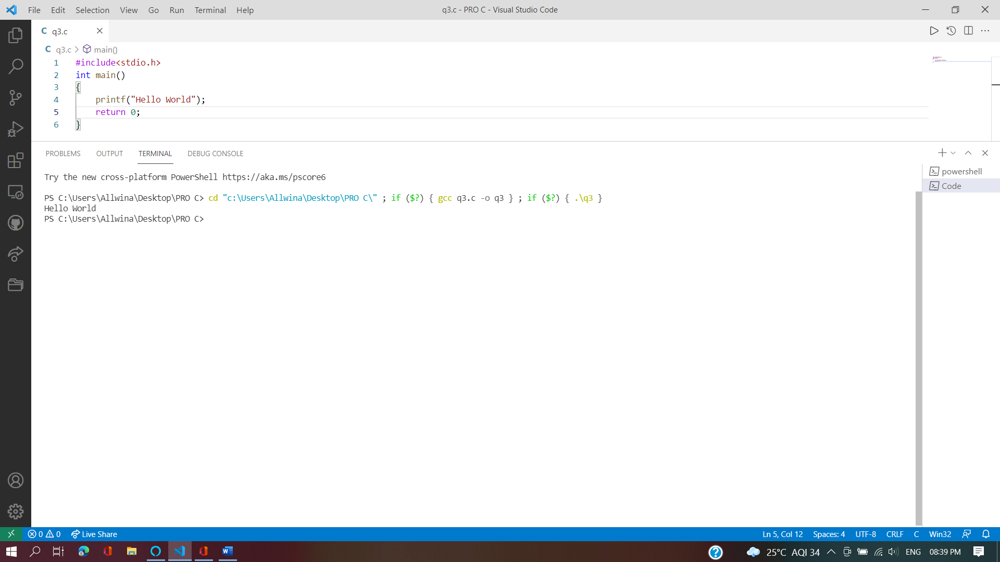 File Edit Selection View Go Run Terminal Help
q3.c - PRO C - Visual Studio Code
C q3.c
C q3.c > main()
1 #include<stdio.h>
2 int main()
3 {
4 printf("Hello World");
5 return 0;
6 }
PROBLEMS OUTPUT TERMINAL DEBUG CONSOLE
Try the new cross-platform PowerShell https://aka.ms/pscore6
PS C:\Users\Allwina\Desktop\PRO C> cd "c:\Users\Allwina\Desktop\PRO C\" ; if ($?) { gcc q3.c -o q3 } ; if ($?) { .\q3 }
Hello World
PS C:\Users\Allwina\Desktop\PRO C>
powershell
Code
0 0 Live Share
Ln 5, Col 12 Spaces: 4 UTF-8 CRLF C Win32
25°C AQI 34 ENG 08:39 PM